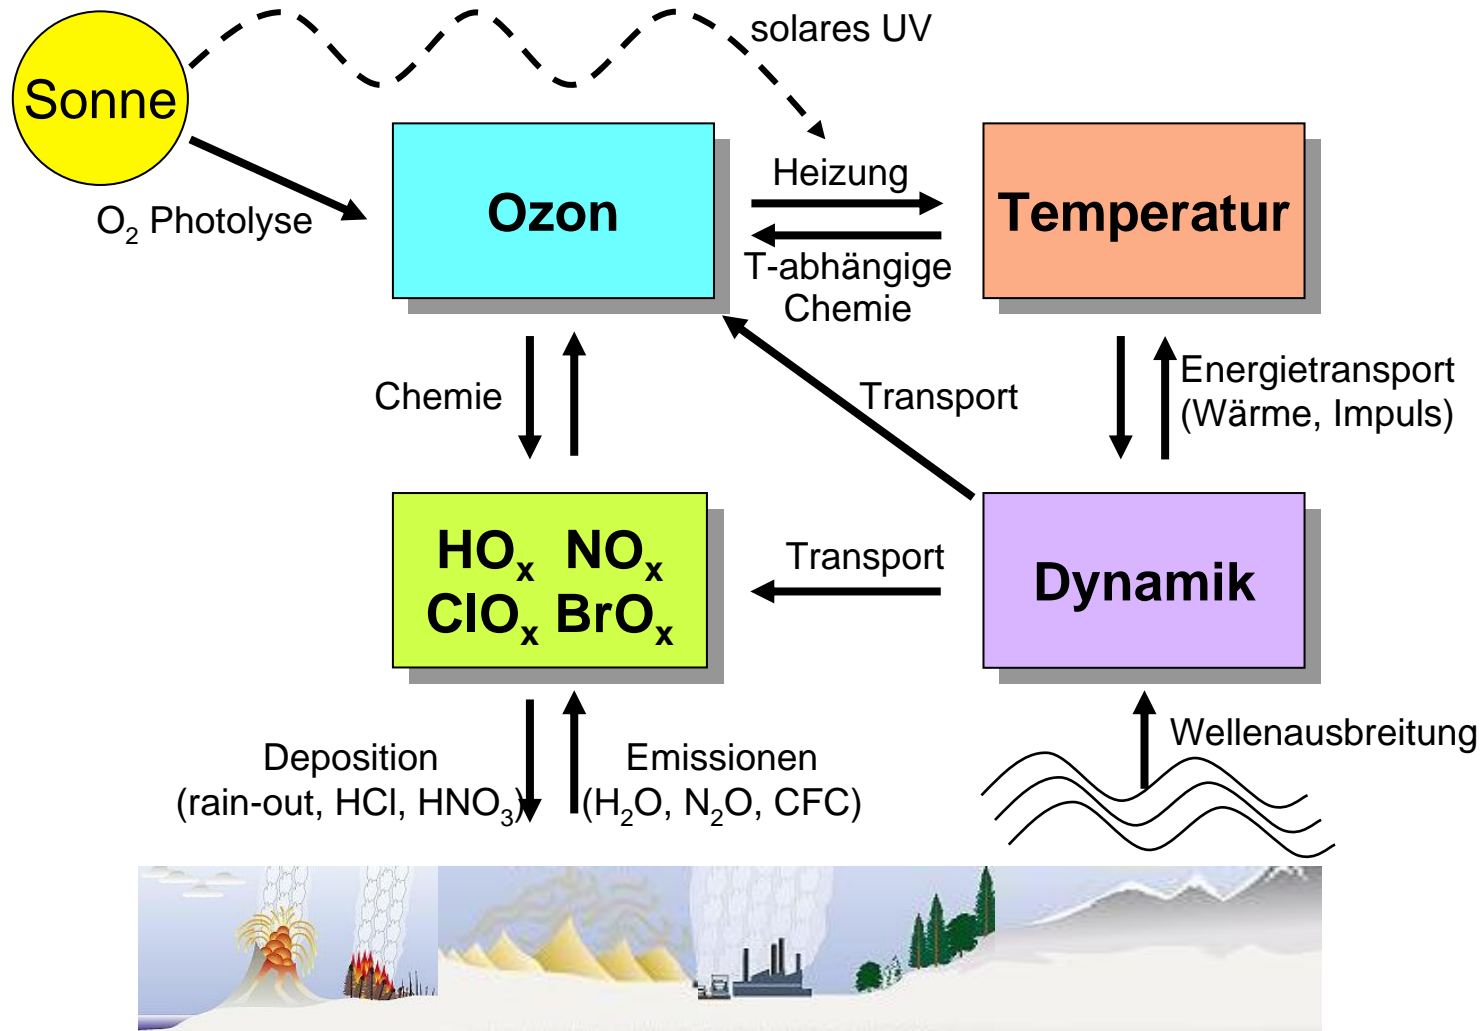 solares UV
Sonne
Heizung
Ozon
Temperatur
O₂ Photolyse
T-abhängige
Chemie
Chemie
Transport
Energietransport
(Wärme, Impuls)
HOₓ NOₓ
ClOₓ BrOₓ
Transport
Dynamik
Deposition
(rain-out, HCl, HNO₃)
Emissionen
(H₂O, N₂O, CFC)
Wellenausbreitung